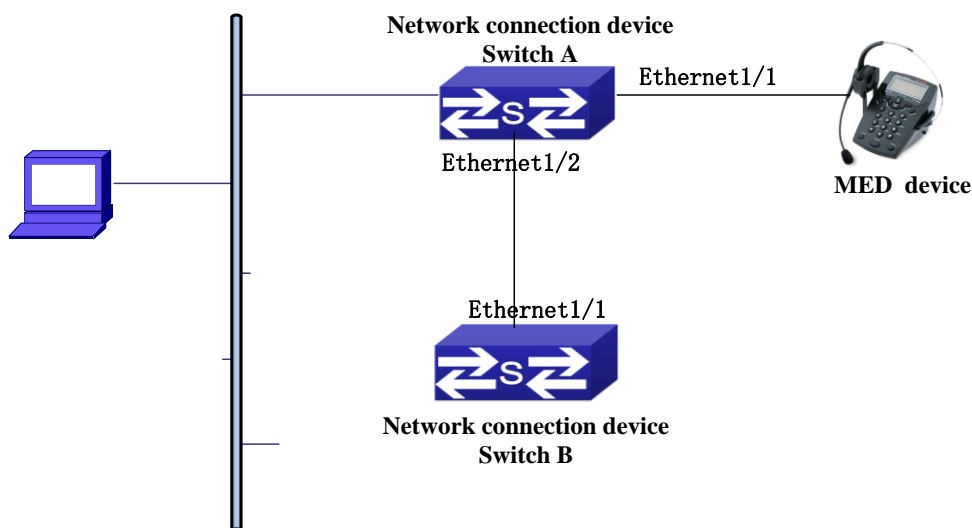 Network connection device
Switch A
Ethernet1/1
S
Ethernet1/2
MED device
Ethernet1/1
S
Network connection device
Switch B